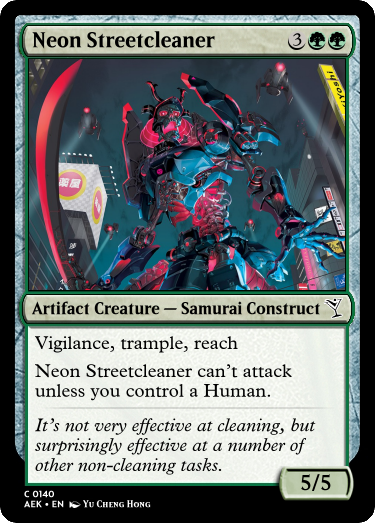 Neon Streetcleaner 3
Artifact Creature — Samurai Construct
Vigilance, trample, reach
Neon Streetcleaner can't attack
unless you control a Human.
It's not very effective at cleaning, but
surprisingly effective at a number of
other non-cleaning tasks.
5/5
C 0140
AEK • EN Yu Cheng Hong